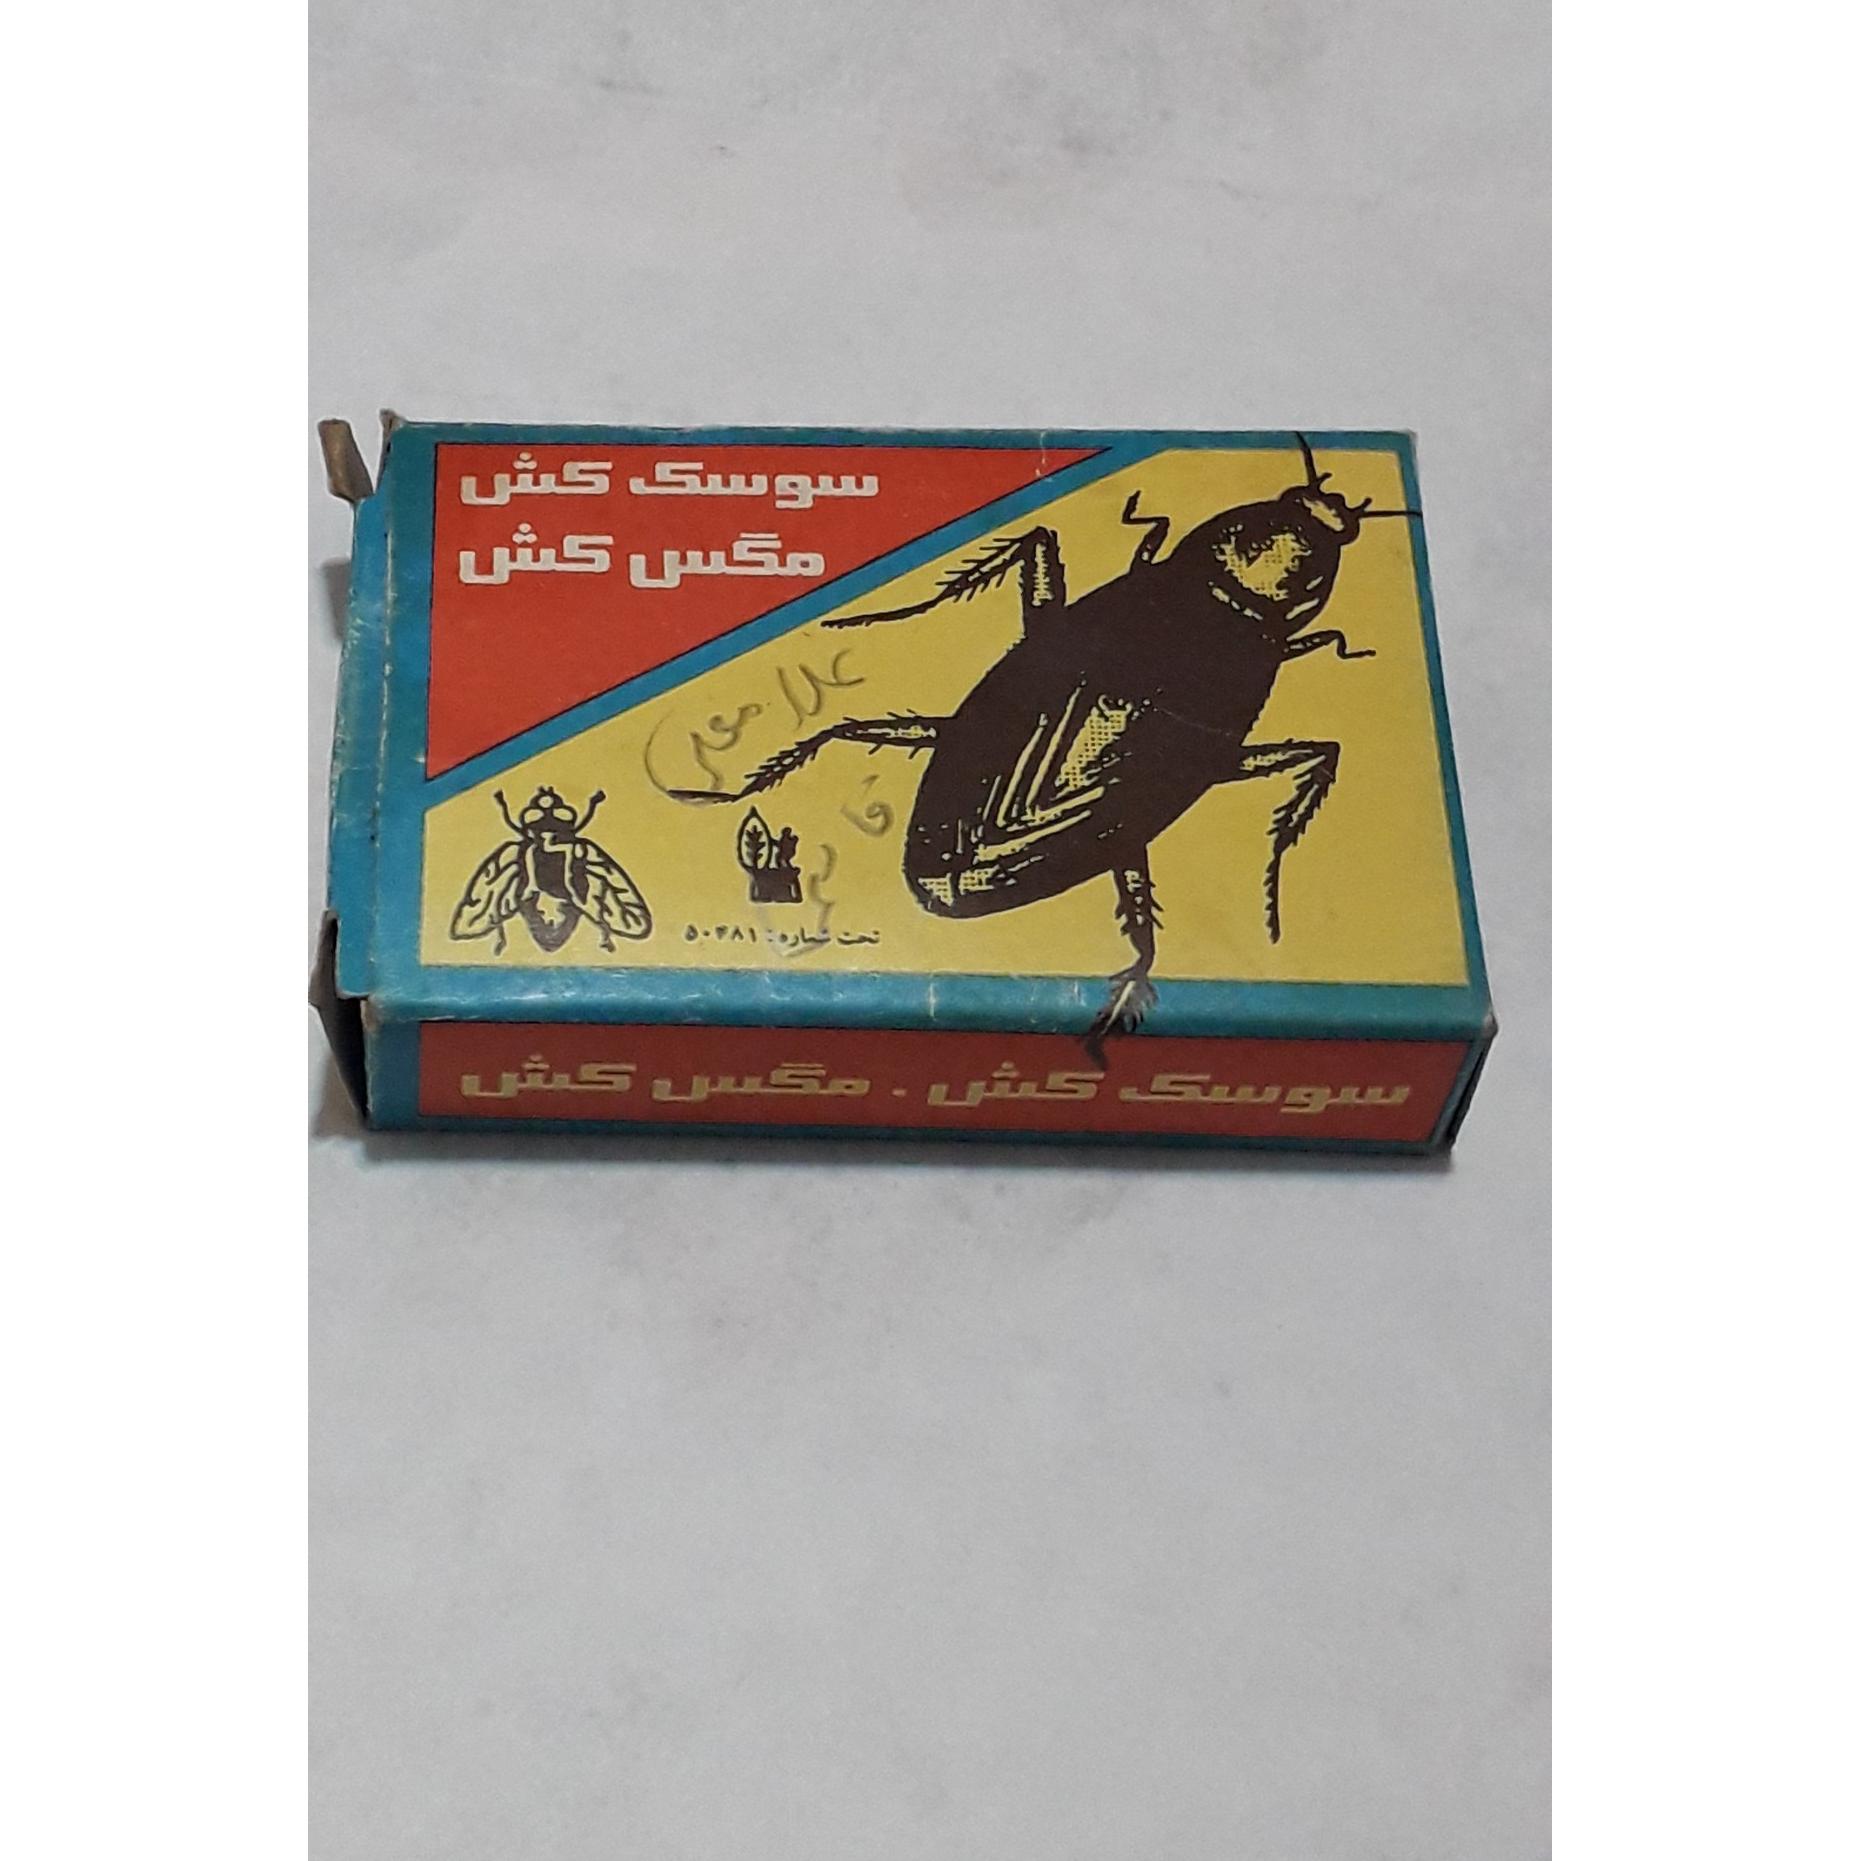 سوسک کش
مگس کش
تحت شماره: ۵۰۴۸۱
سوسک کش . مگس کش